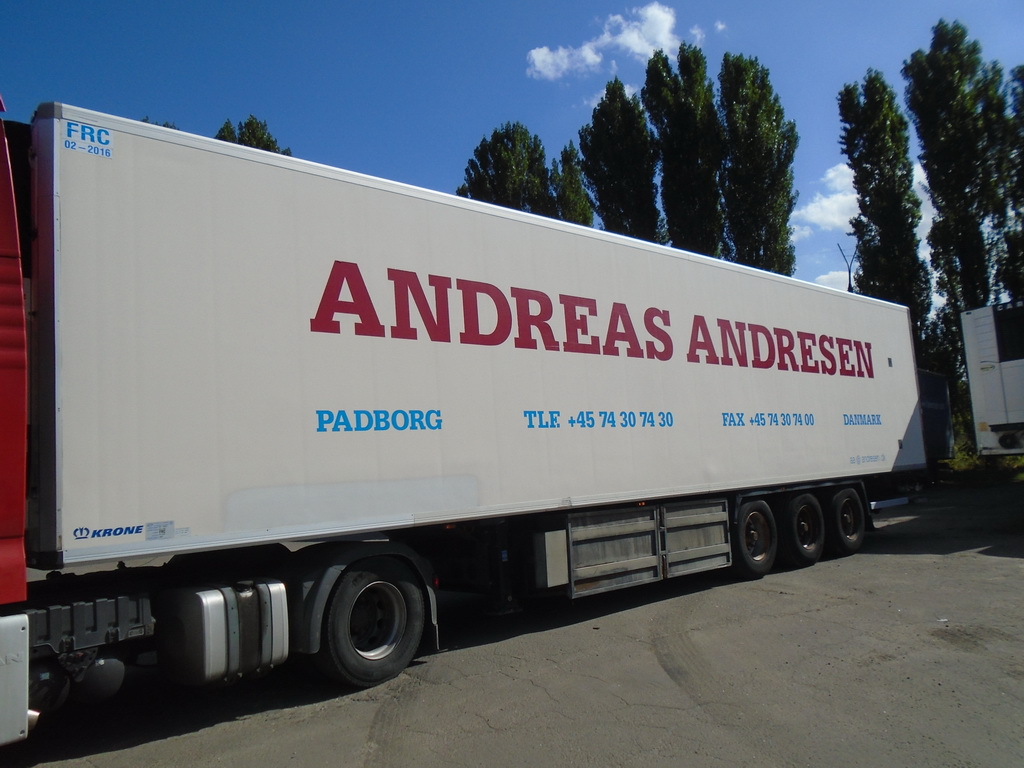 FRC
02-2016
ANDREAS ANDRESEN
PADBORG TLF. +45 74 30 74 30 FAX +45 74 30 74 00 DANMARK
KRONE